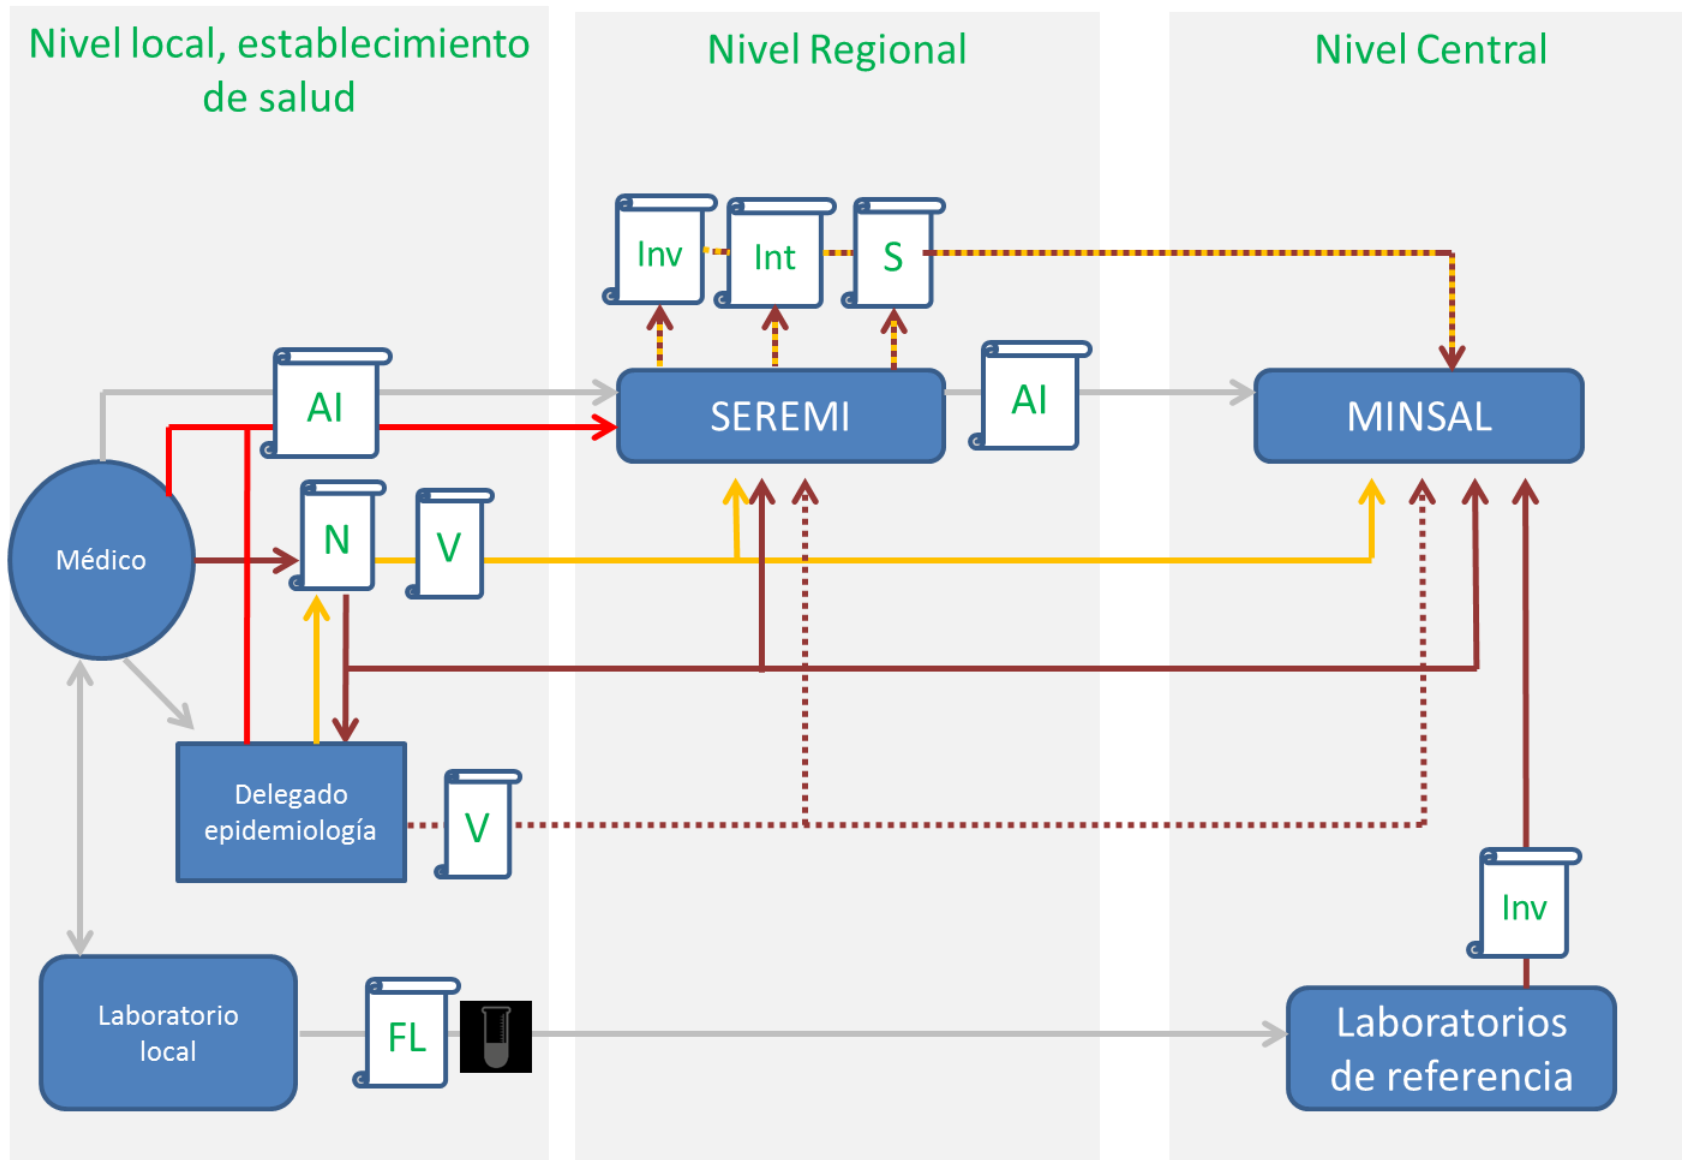 Nivel local, establecimiento
de salud
Nivel Regional
Nivel Central
Inv
Int
S
AI
SEREMI
AI
MINSAL
N
V
Médico
Delegado
epidemiología
V
Inv
Laboratorio
local
FL
Laboratorios
de referencia